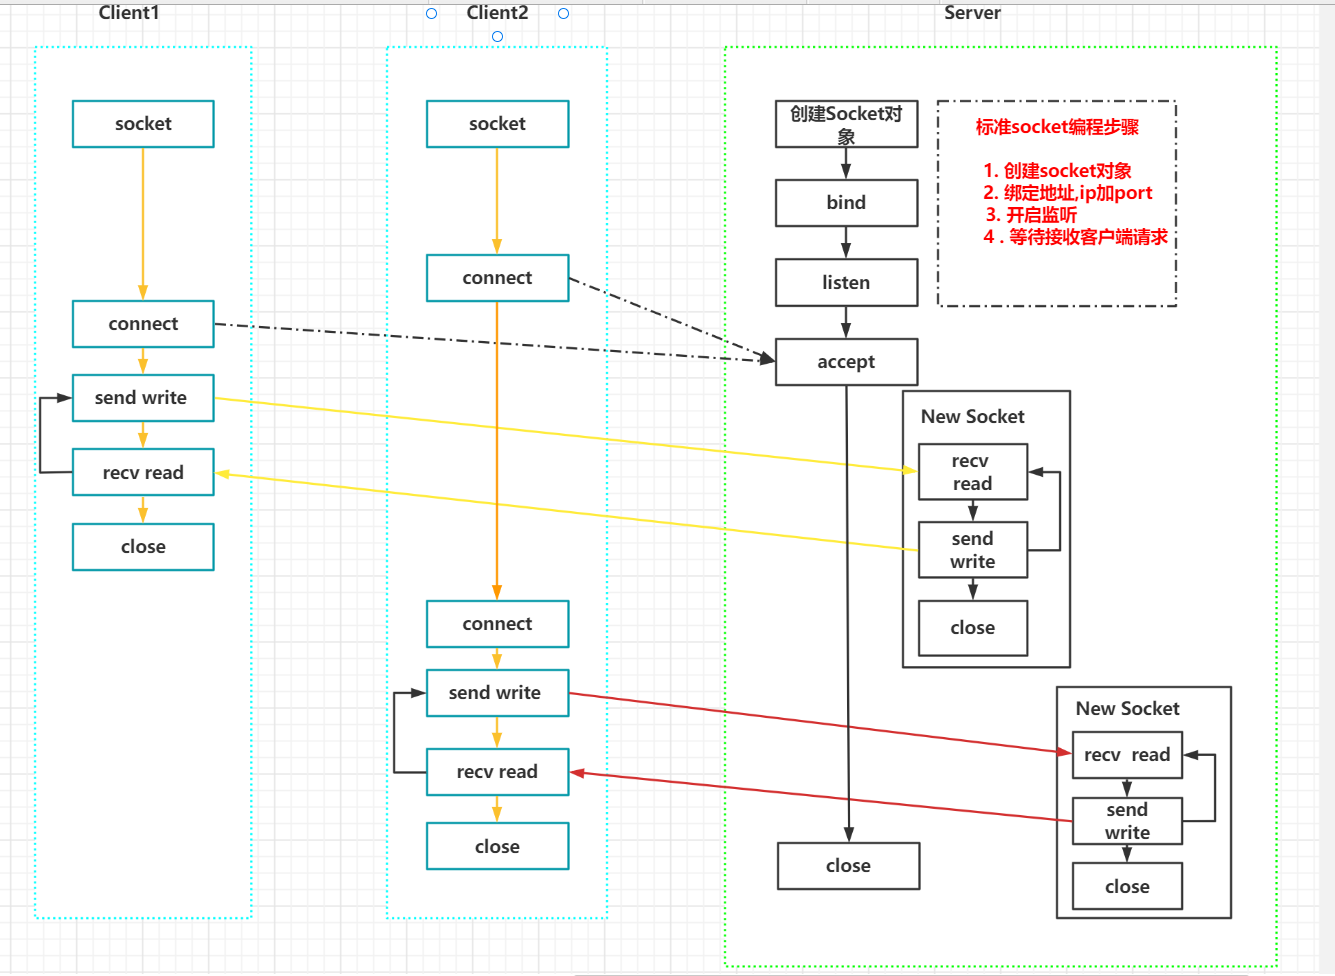 Client1
Client2
Server
socket
connect
send write
recv read
close
socket
connect
connect
send write
recv read
close
创建Socket对
象
bind
listen
accept
close
标准socket编程步骤
1. 创建socket对象
2. 绑定地址,ip加port
3. 开启监听
4 . 等待接收客户端请求
New Socket
recv
read
send
write
close
New Socket
recv  read
send
write
close